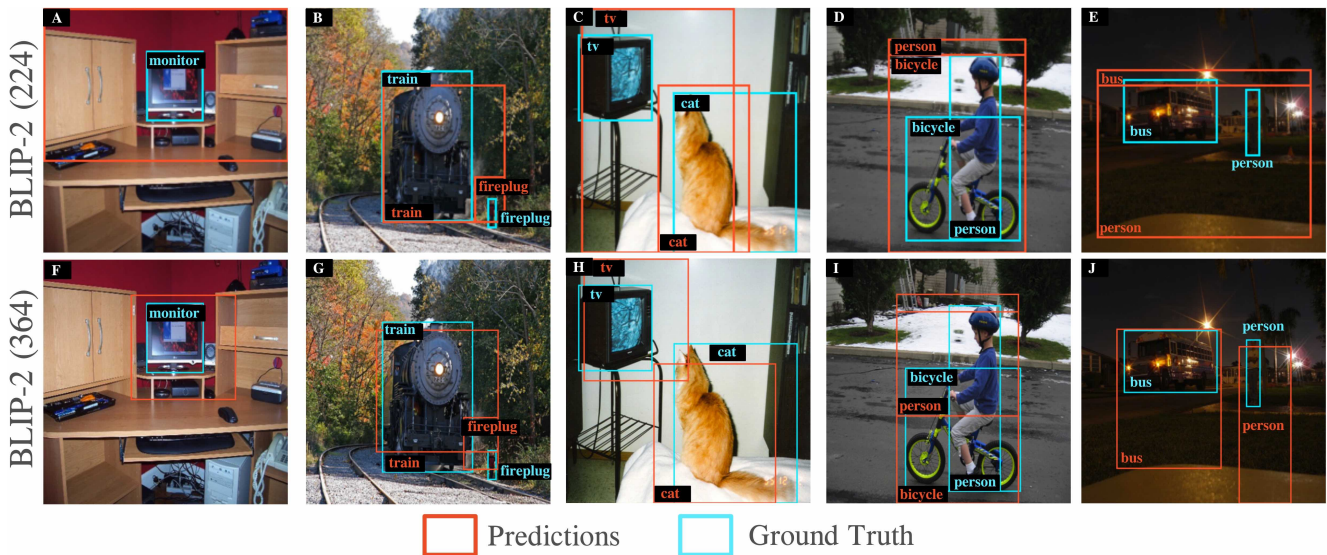 BLIP-2 (224)
A
monitor
B
train
fireplug
train
fireplug
C
tv
tv
cat
cat
D
person
bicycle
bicycle
person
E
bus
bus
person
person
BLIP-2 (364)
F
monitor
G
train
fireplug
train
fireplug
H
tv
tv
cat
cat
I
bicycle
person
bicycle
person
J
person
bus
person
bus
Predictions
Ground Truth